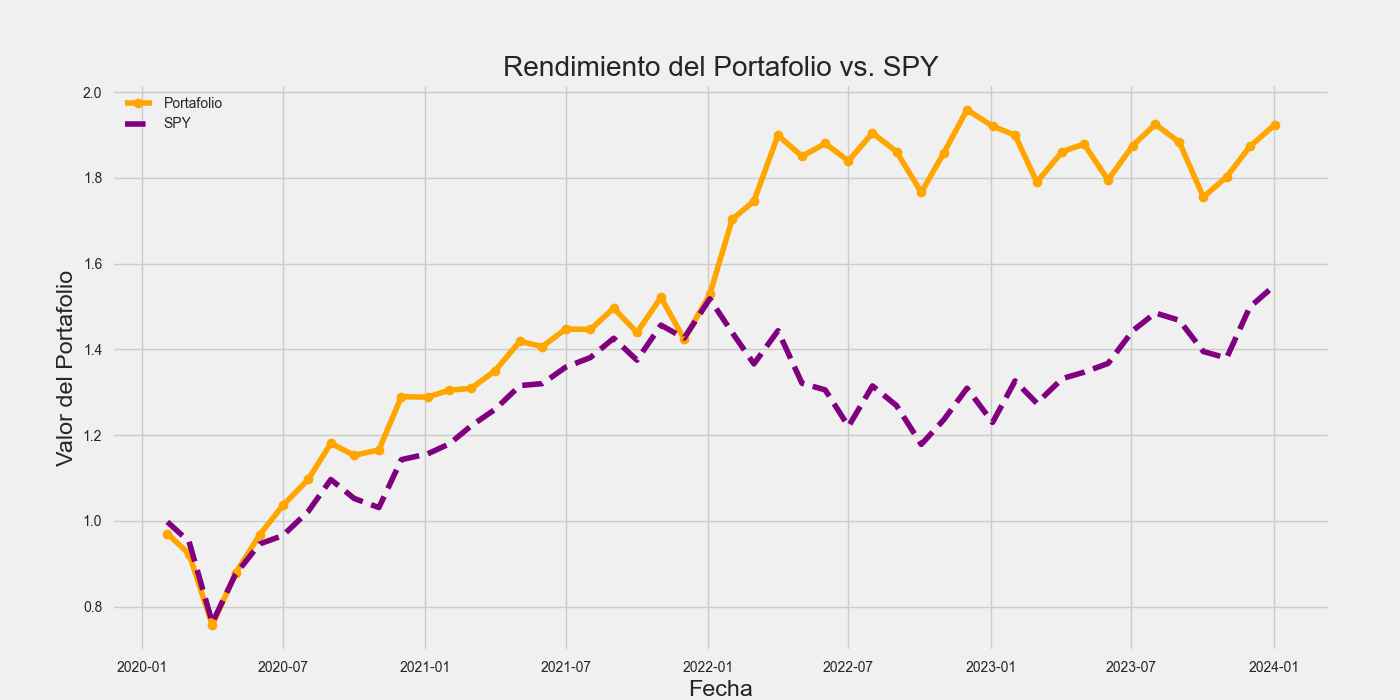 Rendimiento del Portafolio vs. SPY
Portafolio
SPY
Valor del Portafolio
2.0
1.8
1.6
1.4
1.2
1.0
0.8
2020-01 2020-07 2021-01 2021-07 2022-01 2022-07 2023-01 2023-07 2024-01
Fecha